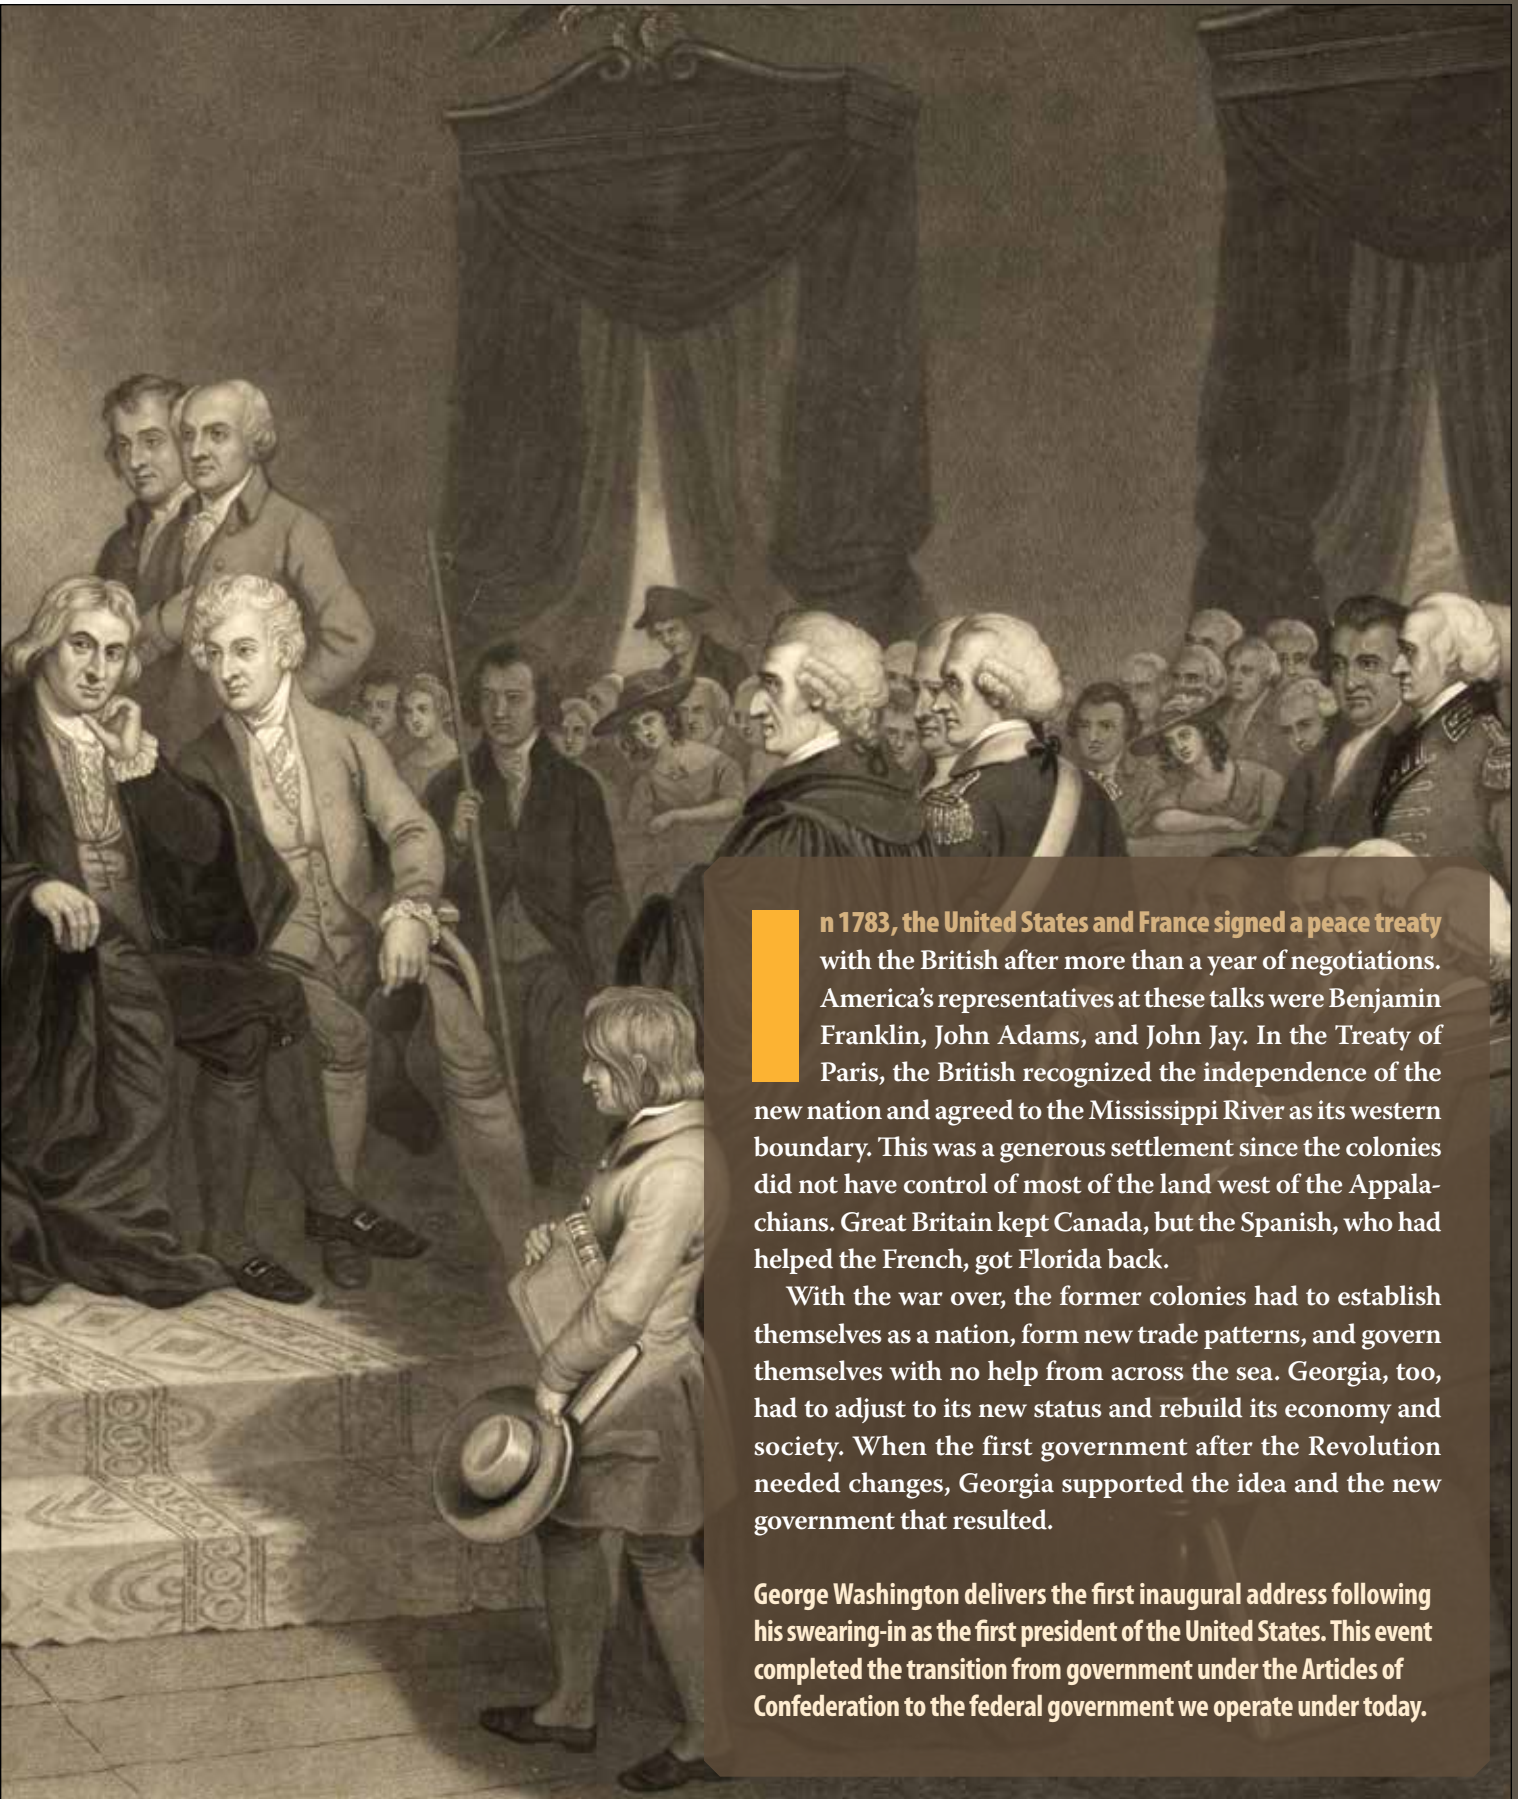 In 1783, the United States and France signed a peace treaty
with the British after more than a year of negotiations.
America’s representatives at these talks were Benjamin
Franklin, John Adams, and John Jay. In the Treaty of
Paris, the British recognized the independence of the
new nation and agreed to the Mississippi River as its western
boundary. This was a generous settlement since the colonies
did not have control of most of the land west of the Appala-
chians. Great Britain kept Canada, but the Spanish, who had
helped the French, got Florida back.
With the war over, the former colonies had to establish
themselves as a nation, form new trade patterns, and govern
themselves with no help from across the sea. Georgia, too,
had to adjust to its new status and rebuild its economy and
society. When the first government after the Revolution
needed changes, Georgia supported the idea and the new
government that resulted.
George Washington delivers the first inaugural address following
his swearing-in as the first president of the United States. This event
completed the transition from government under the Articles of
Confederation to the federal government we operate under today.